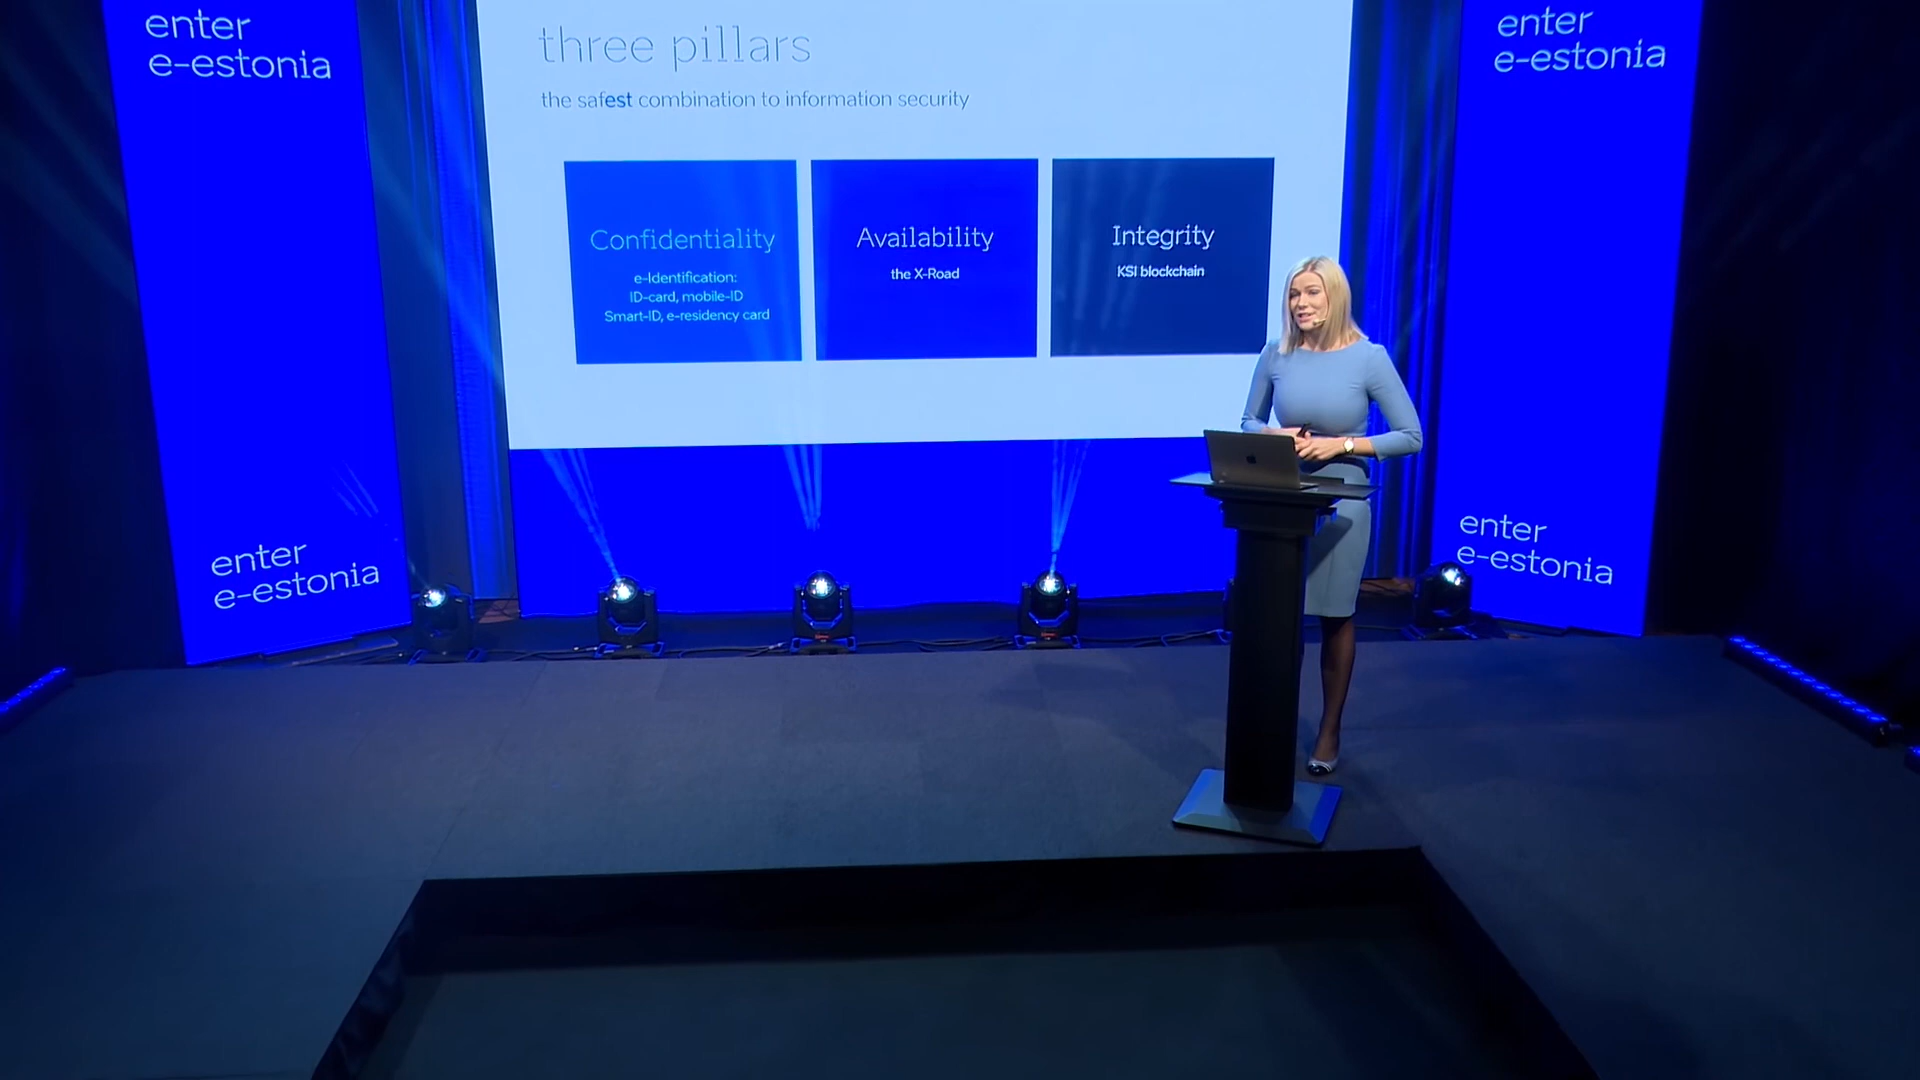 enter
e-estonia
three pillars
the safest combination to information security
Confidentiality
e-Identification:
ID-card, mobile-ID
Smart-ID, e-residency card
Availability
the X-Road
Integrity
KSI blockchain
enter
e-estonia
enter
e-estonia
enter
e-estonia